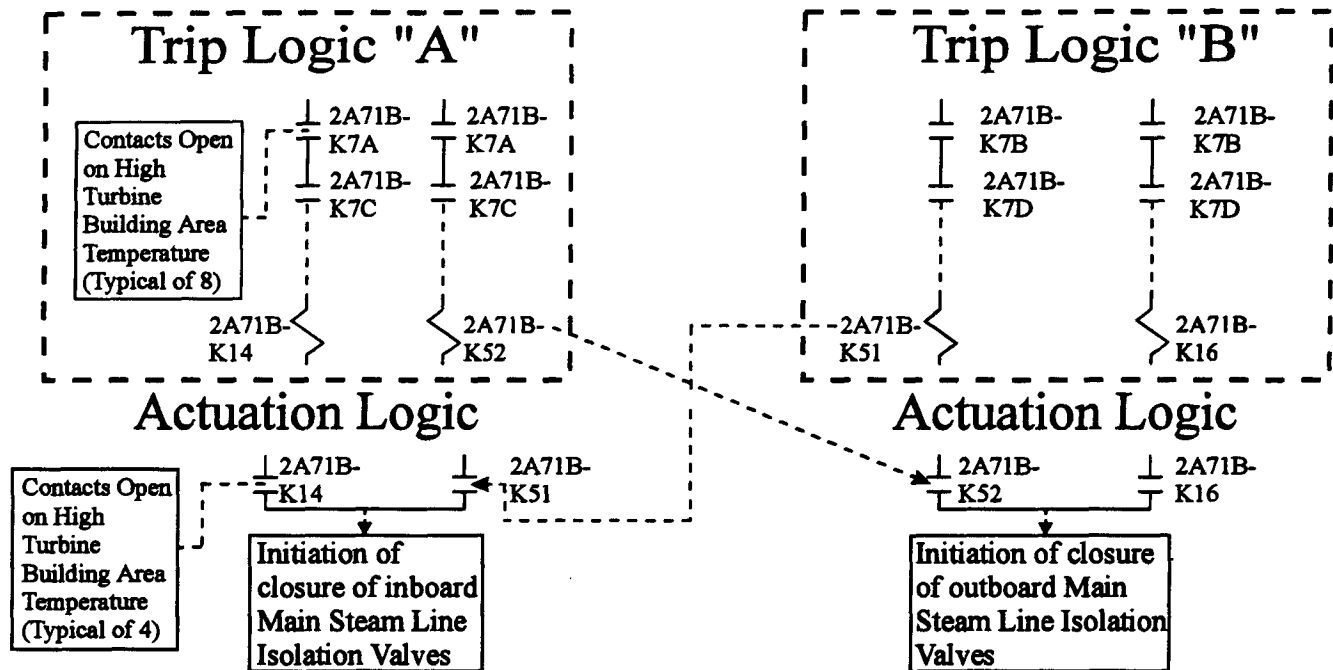 Trip Logic "A"
Trip Logic "B"
Contacts Open
on High
Turbine
Building Area
Temperature
(Typical of 8)
2A71B-
K7A
2A71B-
K7A
2A71B-
K7C
2A71B-
K7C
2A71B-
K14
2A71B-
K52
2A71B-
K7B
2A71B-
K7B
2A71B-
K7D
2A71B-
K7D
2A71B-
K51
2A71B-
K16
Actuation Logic
Actuation Logic
Contacts Open
on High
Turbine
Building Area
Temperature
(Typical of 4)
2A71B-
K14
2A71B-
K51
Initiation of
closure of inboard
Main Steam Line
Isolation Valves
2A71B-
K52
2A71B-
K16
Initiation of closure
of outboard Main
Steam Line Isolation
Valves